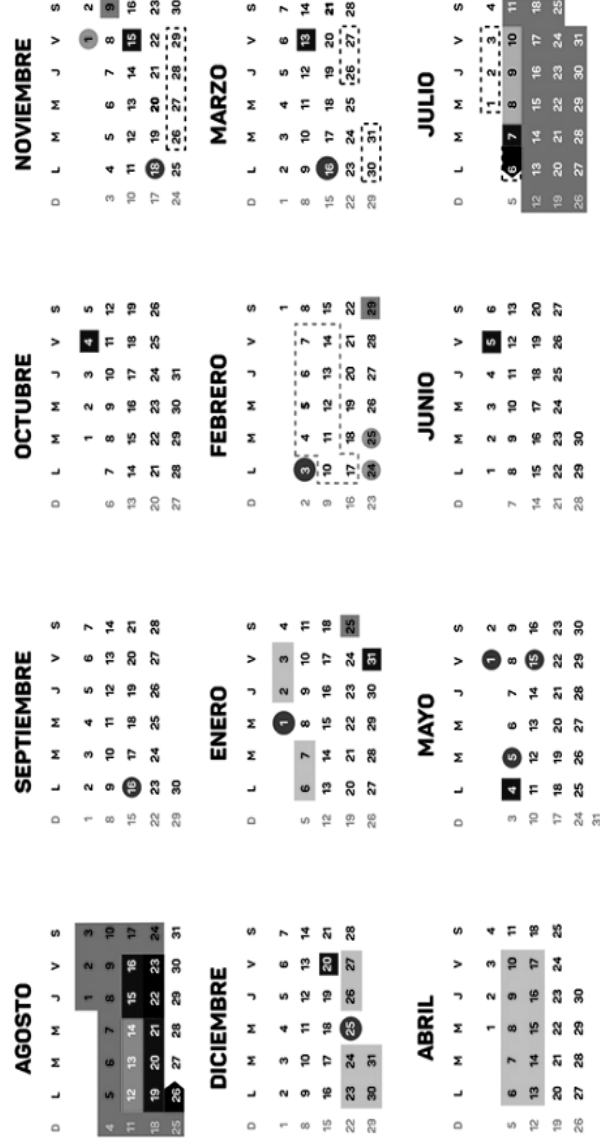 AGOSTO
D L M M J V S
1 2 3
4 5 6 7 8 9 10
11 12 13 14 15 16 17
18 19 20 21 22 23 24
25 26 27 28 29 30 31
SEPTIEMBRE
D L M M J V S
1 2 3 4 5 6 7
8 9 10 11 12 13 14
15 16 17 18 19 20 21
22 23 24 25 26 27 28
29 30
OCTUBRE
D L M M J V S
1 2 3 4 5
6 7 8 9 10 11 12
13 14 15 16 17 18 19
20 21 22 23 24 25 26
27 28 29 30 31
NOVIEMBRE
D L M M J V S
1 2
3 4 5 6 7 8 9
10 11 12 13 14 15 16
17 18 19 20 21 22 23
24 25 26 27 28 29 30
DICIEMBRE
D L M M J V S
1 2 3 4 5 6 7
8 9 10 11 12 13 14
15 16 17 18 19 20 21
22 23 24 25 26 27 28
29 30 31
ENERO
D L M M J V S
1 2 3 4
5 6 7 8 9 10 11
12 13 14 15 16 17 18
19 20 21 22 23 24 25
26 27 28 29 30 31
FEBRERO
D L M M J V S
1
2 3 4 5 6 7 8
9 10 11 12 13 14 15
16 17 18 19 20 21 22
23 24 25 26 27 28 29
MARZO
D L M M J V S
1 2 3 4 5 6 7
8 9 10 11 12 13 14
15 16 17 18 19 20 21
22 23 24 25 26 27 28
29 30 31
ABRIL
D L M M J V S
1 2 3 4
5 6 7 8 9 10 11
12 13 14 15 16 17 18
19 20 21 22 23 24 25
26 27 28 29 30
MAYO
D L M M J V S
1 2
3 4 5 6 7 8 9
10 11 12 13 14 15 16
17 18 19 20 21 22 23
24 25 26 27 28 29 30
31
JUNIO
D L M M J V S
1 2 3 4 5 6
7 8 9 10 11 12 13
14 15 16 17 18 19 20
21 22 23 24 25 26 27
28 29 30
JULIO
D L M M J V S
1 2 3 4
5 6 7 8 9 10 11
12 13 14 15 16 17 18
19 20 21 22 23 24 25
26 27 28 29 30 31